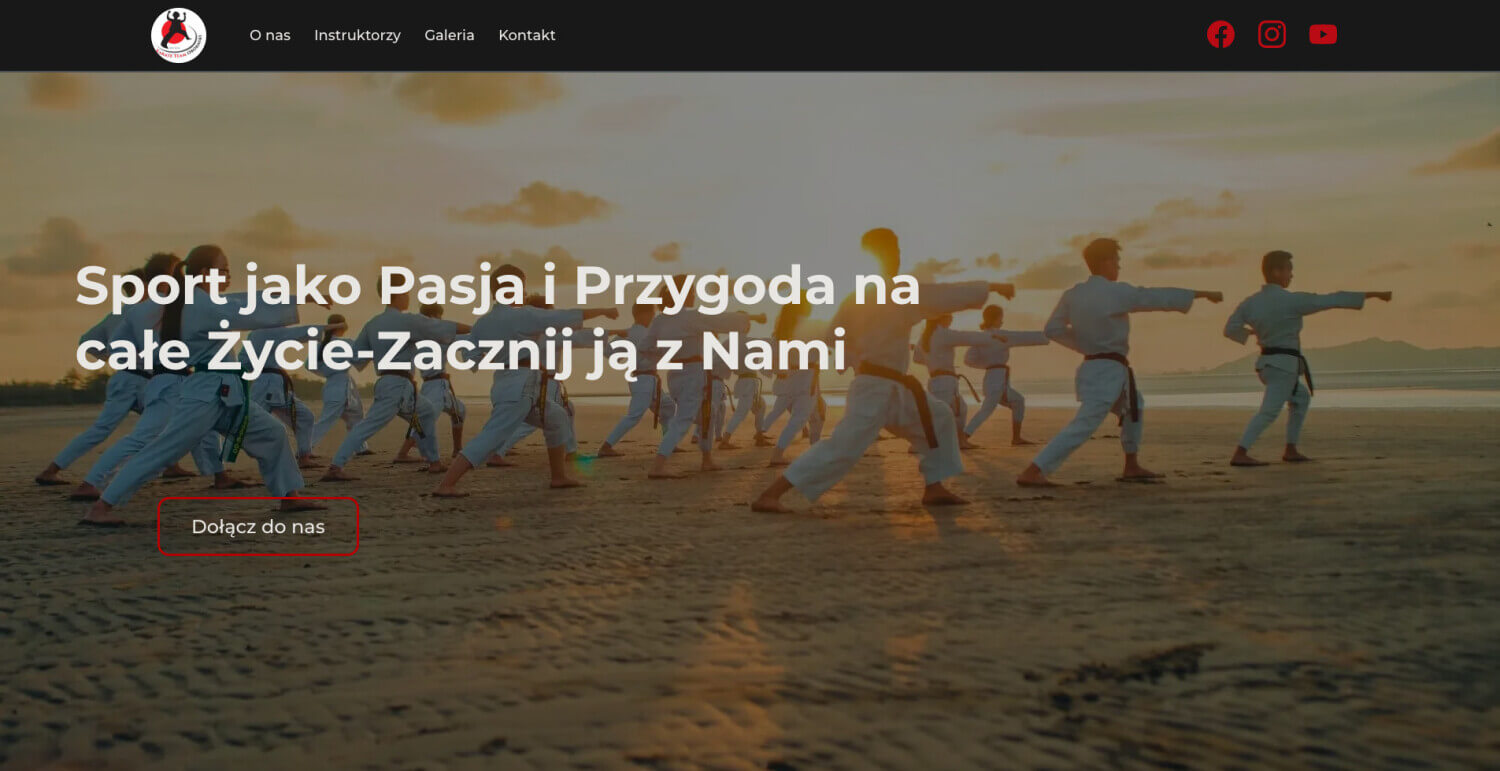 O nas Instruktorzy Galeria Kontakt
Sport jako Pasja i Przygoda na
całe Życie-Zacznij ją z Nami
Dołącz do nas